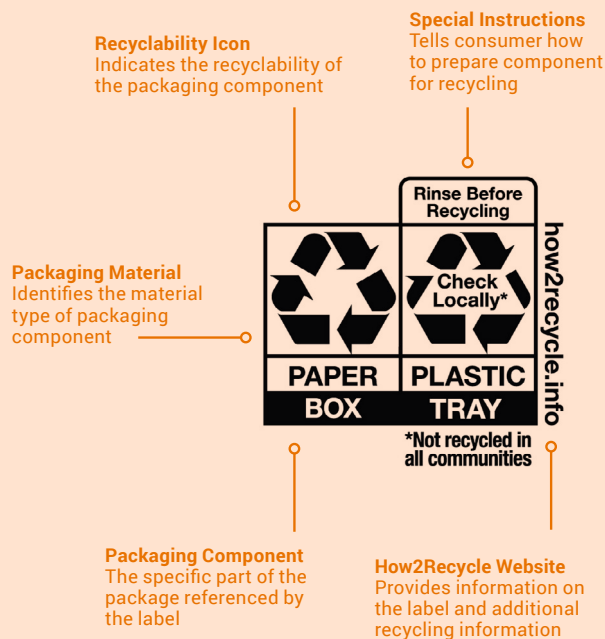 Special Instructions
Tells consumer how
to prepare component
for recycling
Recyclability Icon
Indicates the recyclability of
the packaging component
Packaging Material
Identifies the material
type of packaging
component
Rinse Before
Recycling
Check
Locally*
PAPER
PLASTIC
BOX
TRAY
how2recycle.info
*Not recycled in
all communities
Packaging Component
The specific part of the
package referenced by
the label
How2Recycle Website
Provides information on
the label and additional
recycling information